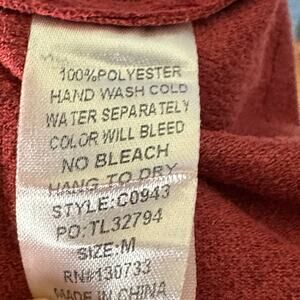 100%POLYESTER
HAND WASH COLD
WATER SEPARATELY
COLOR WILL BLEED
NO BLEACH
HANG TO DRY
STYLE:C0943
PO:TL32794
SIZE:M
RN#130733
MADE IN CHINA